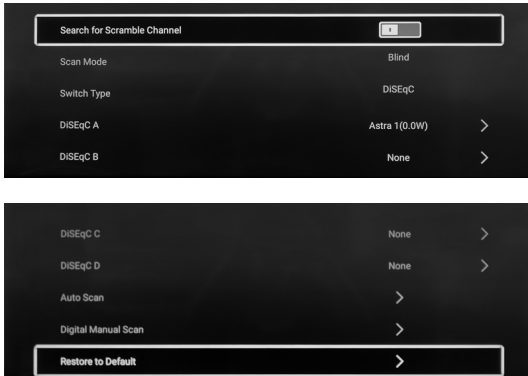 Search for Scramble Channel
Scan Mode Blind
Switch Type DiSEqC
DiSEqC A Astra 1(0.0W)
DiSEqC B None
DiSEqC C None
DiSEqC D None
Auto Scan
Digital Manual Scan
Restore to Default